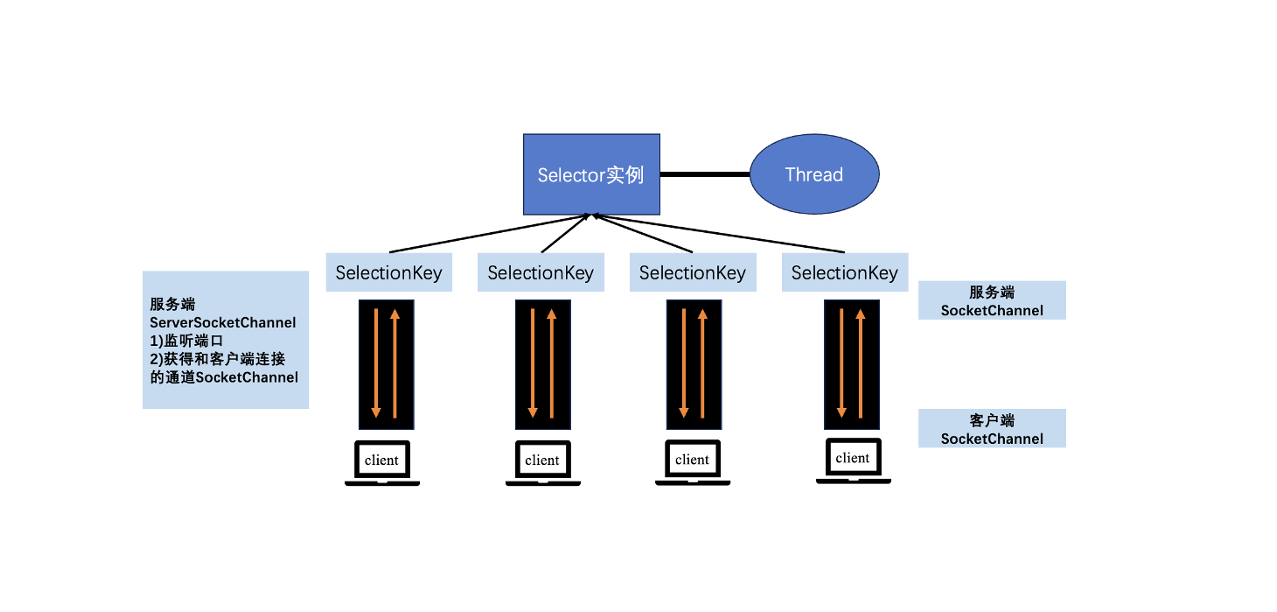 Selector实例
Thread
SelectionKey
SelectionKey
SelectionKey
SelectionKey
服务端
ServerSocketChannel
1)监听端口
2)获得和客户端连接
的通道SocketChannel
服务端
SocketChannel
客户端
SocketChannel
client
client
client
client